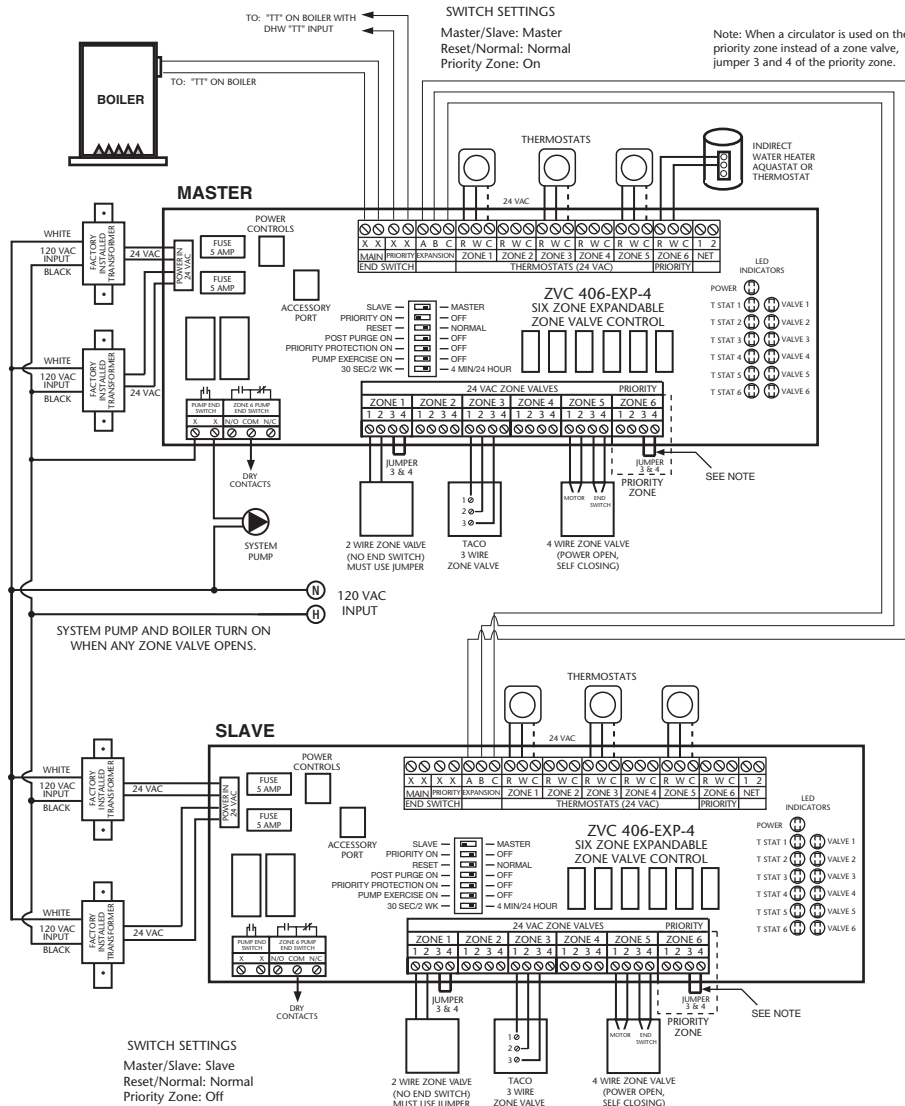 TO: "TT" ON BOILER WITH
DHW "TT" INPUT
SWITCH SETTINGS
Master/Slave: Master
Reset/Normal: Normal
Priority Zone: On
Note: When a circulator is used on the
priority zone instead of a zone valve,
jumper 3 and 4 of the priority zone.
TO: "TT" ON BOILER
BOILER
THERMOSTATS
INDIRECT
WATER HEATER
AQUASTAT OR
THERMOSTAT
MASTER
24 VAC
WHITE
120 VAC
INPUT
BLACK
FACTORY
INSTALLED
TRANSFORMER
24 VAC
POWER IN
24 VAC
FUSE
5 AMP
FUSE
5 AMP
POWER
CONTROLS
ACCESSORY
PORT
X X X X A B C R W C R W C R W C R W C R W C R W C 1 2
MAIN PRIORITY EXPANSION ZONE 1 ZONE 2 ZONE 3 ZONE 4 ZONE 5 ZONE 6 NET
END SWITCH THERMOSTATS (24 VAC) PRIORITY
WHITE
120 VAC
INPUT
BLACK
FACTORY
INSTALLED
TRANSFORMER
24 VAC
SLAVE MASTER
PRIORITY ON OFF
RESET NORMAL
POST PURGE ON OFF
PRIORITY PROTECTION ON OFF
PUMP EXERCISE ON OFF
30 SEC/2 WK 4 MIN/24 HOUR
ZVC 406-EXP-4
SIX ZONE EXPANDABLE
ZONE VALVE CONTROL
LED
INDICATORS
POWER
T STAT 1 VALVE 1
T STAT 2 VALVE 2
T STAT 3 VALVE 3
T STAT 4 VALVE 4
T STAT 5 VALVE 5
T STAT 6 VALVE 6
PUMP END
SWITCH
ZONE 6 PUMP
END SWITCH
X X N/O COM N/C
24 VAC ZONE VALVES PRIORITY
ZONE 1 ZONE 2 ZONE 3 ZONE 4 ZONE 5 ZONE 6
1 2 3 4 1 2 3 4 1 2 3 4 1 2 3 4 1 2 3 4 1 2 3 4
DRY
CONTACTS
JUMPER
3 & 4
JUMPER
3 & 4
PRIORITY
ZONE
SEE NOTE
1
2
3
MOTOR
END
SWITCH
SYSTEM
PUMP
2 WIRE ZONE VALVE
(NO END SWITCH)
MUST USE JUMPER
TACO
3 WIRE
ZONE VALVE
4 WIRE ZONE VALVE
(POWER OPEN,
SELF CLOSING)
N
H
120 VAC
INPUT
SYSTEM PUMP AND BOILER TURN ON
WHEN ANY ZONE VALVE OPENS.
THERMOSTATS
SLAVE
24 VAC
WHITE
120 VAC
INPUT
BLACK
FACTORY
INSTALLED
TRANSFORMER
24 VAC
POWER IN
24 VAC
FUSE
5 AMP
FUSE
5 AMP
POWER
CONTROLS
ACCESSORY
PORT
X X X X A B C R W C R W C R W C R W C R W C R W C 1 2
MAIN PRIORITY EXPANSION ZONE 1 ZONE 2 ZONE 3 ZONE 4 ZONE 5 ZONE 6 NET
END SWITCH THERMOSTATS (24 VAC) PRIORITY
SLAVE MASTER
PRIORITY ON OFF
RESET NORMAL
POST PURGE ON OFF
PRIORITY PROTECTION ON OFF
PUMP EXERCISE ON OFF
30 SEC/2 WK 4 MIN/24 HOUR
ZVC 406-EXP-4
SIX ZONE EXPANDABLE
ZONE VALVE CONTROL
LED
INDICATORS
POWER
T STAT 1 VALVE 1
T STAT 2 VALVE 2
T STAT 3 VALVE 3
T STAT 4 VALVE 4
T STAT 5 VALVE 5
T STAT 6 VALVE 6
WHITE
120 VAC
INPUT
BLACK
FACTORY
INSTALLED
TRANSFORMER
24 VAC
PUMP END
SWITCH
ZONE 6 PUMP
END SWITCH
X X N/O COM N/C
24 VAC ZONE VALVES PRIORITY
ZONE 1 ZONE 2 ZONE 3 ZONE 4 ZONE 5 ZONE 6
1 2 3 4 1 2 3 4 1 2 3 4 1 2 3 4 1 2 3 4 1 2 3 4
DRY
CONTACTS
JUMPER
3 & 4
JUMPER
3 & 4
PRIORITY
ZONE
SEE NOTE
1
2
3
MOTOR
END
SWITCH
SWITCH SETTINGS
Master/Slave: Slave
Reset/Normal: Normal
Priority Zone: Off
2 WIRE ZONE VALVE
(NO END SWITCH)
MUST USE JUMPER
TACO
3 WIRE
ZONE VALVE
4 WIRE ZONE VALVE
(POWER OPEN,
SELF CLOSING)